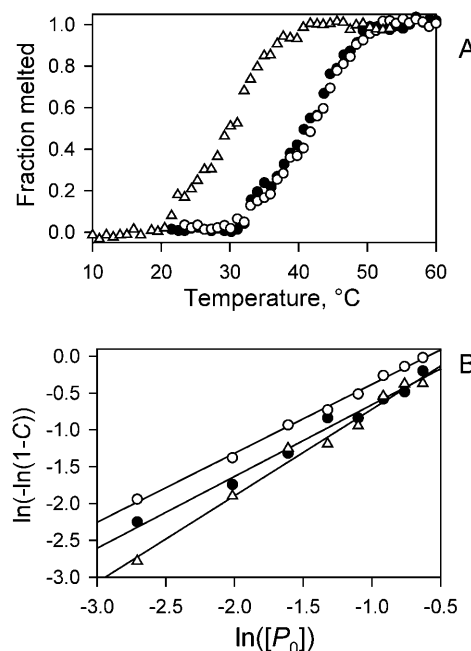 A
Fraction melted
1.0
0.8
0.6
0.4
0.2
0.0
10 20 30 40 50 60
Temperature, °C
B
ln(-ln(1-C))
0.0
-0.5
-1.0
-1.5
-2.0
-2.5
-3.0
-3.0 -2.5 -2.0 -1.5 -1.0 -0.5
ln([P₀])